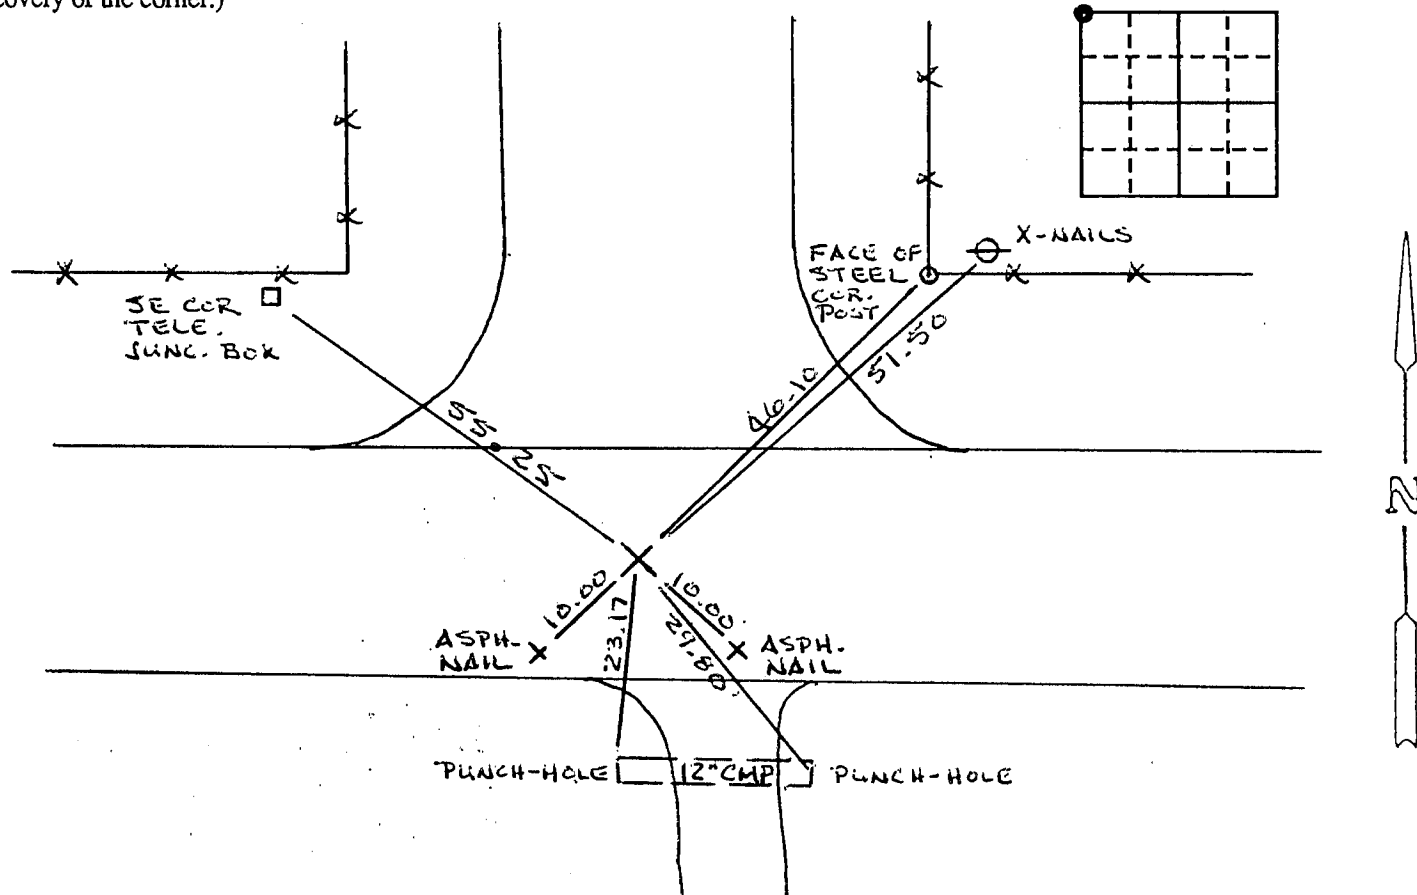 covery of the corner.)
X-NAILS
FACE OF
STEEL
COR.
POST
SE COR
TELE.
JUNC. BOX
51.50
46.10
55.25
N
10.00
10.00
23.17
29.80
ASPH.
NAIL
ASPH.
NAIL
PUNCH-HOLE
12"CMP
PUNCH-HOLE